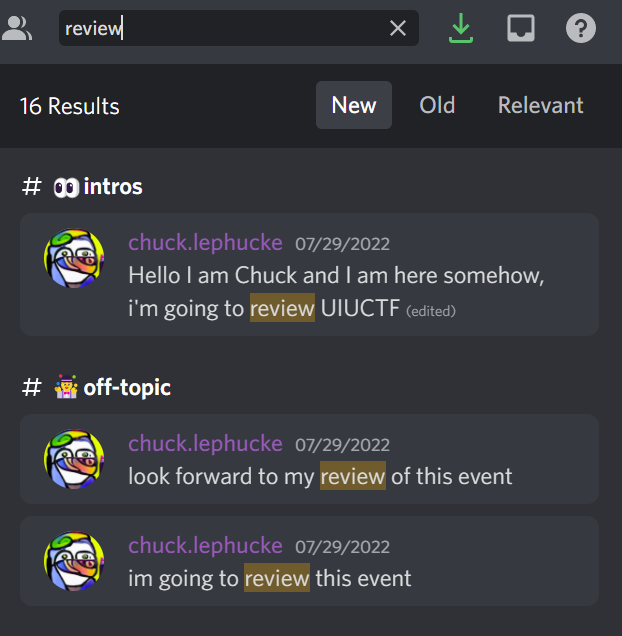 review
16 Results
New Old Relevant
# 👀 intros
chuck.lephucke 07/29/2022
Hello I am Chuck and I am here somehow,
i'm going to review UIUCTF (edited)
# off-topic
chuck.lephucke 07/29/2022
look forward to my review of this event
chuck.lephucke 07/29/2022
im going to review this event